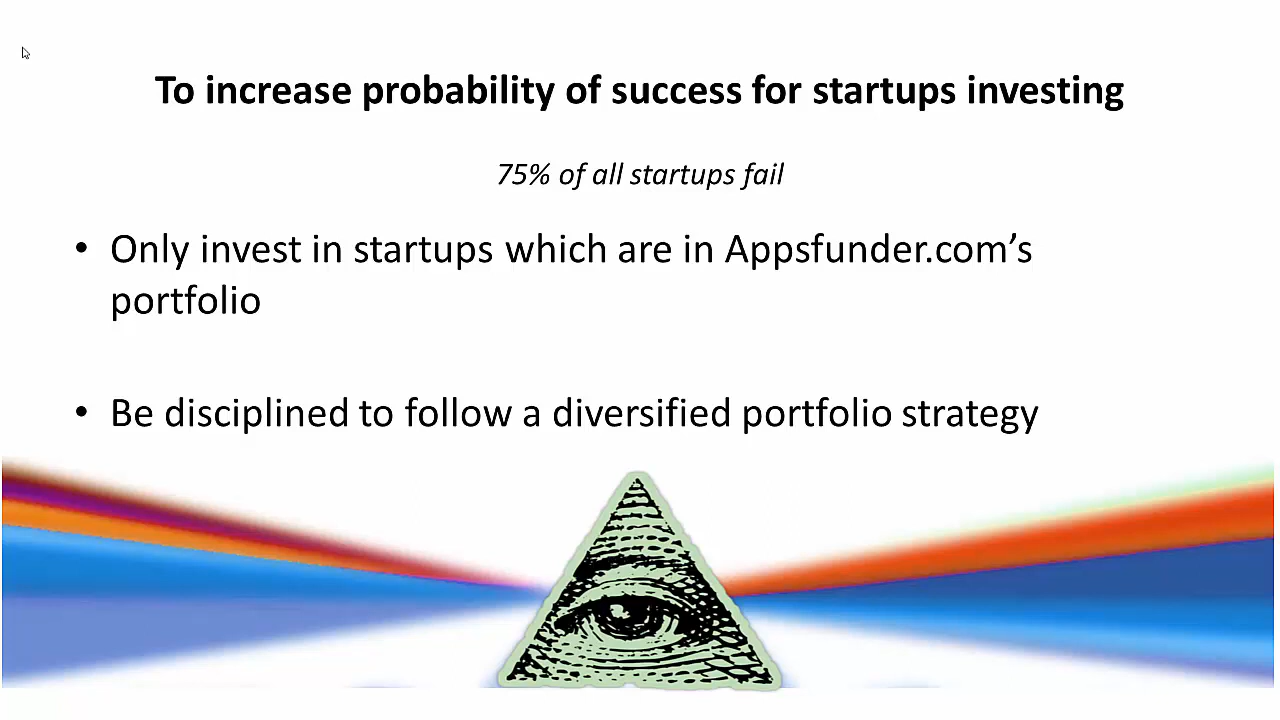 To increase probability of success for startups investing
75% of all startups fail
• Only invest in startups which are in Appsfunder.com’s
portfolio
• Be disciplined to follow a diversified portfolio strategy